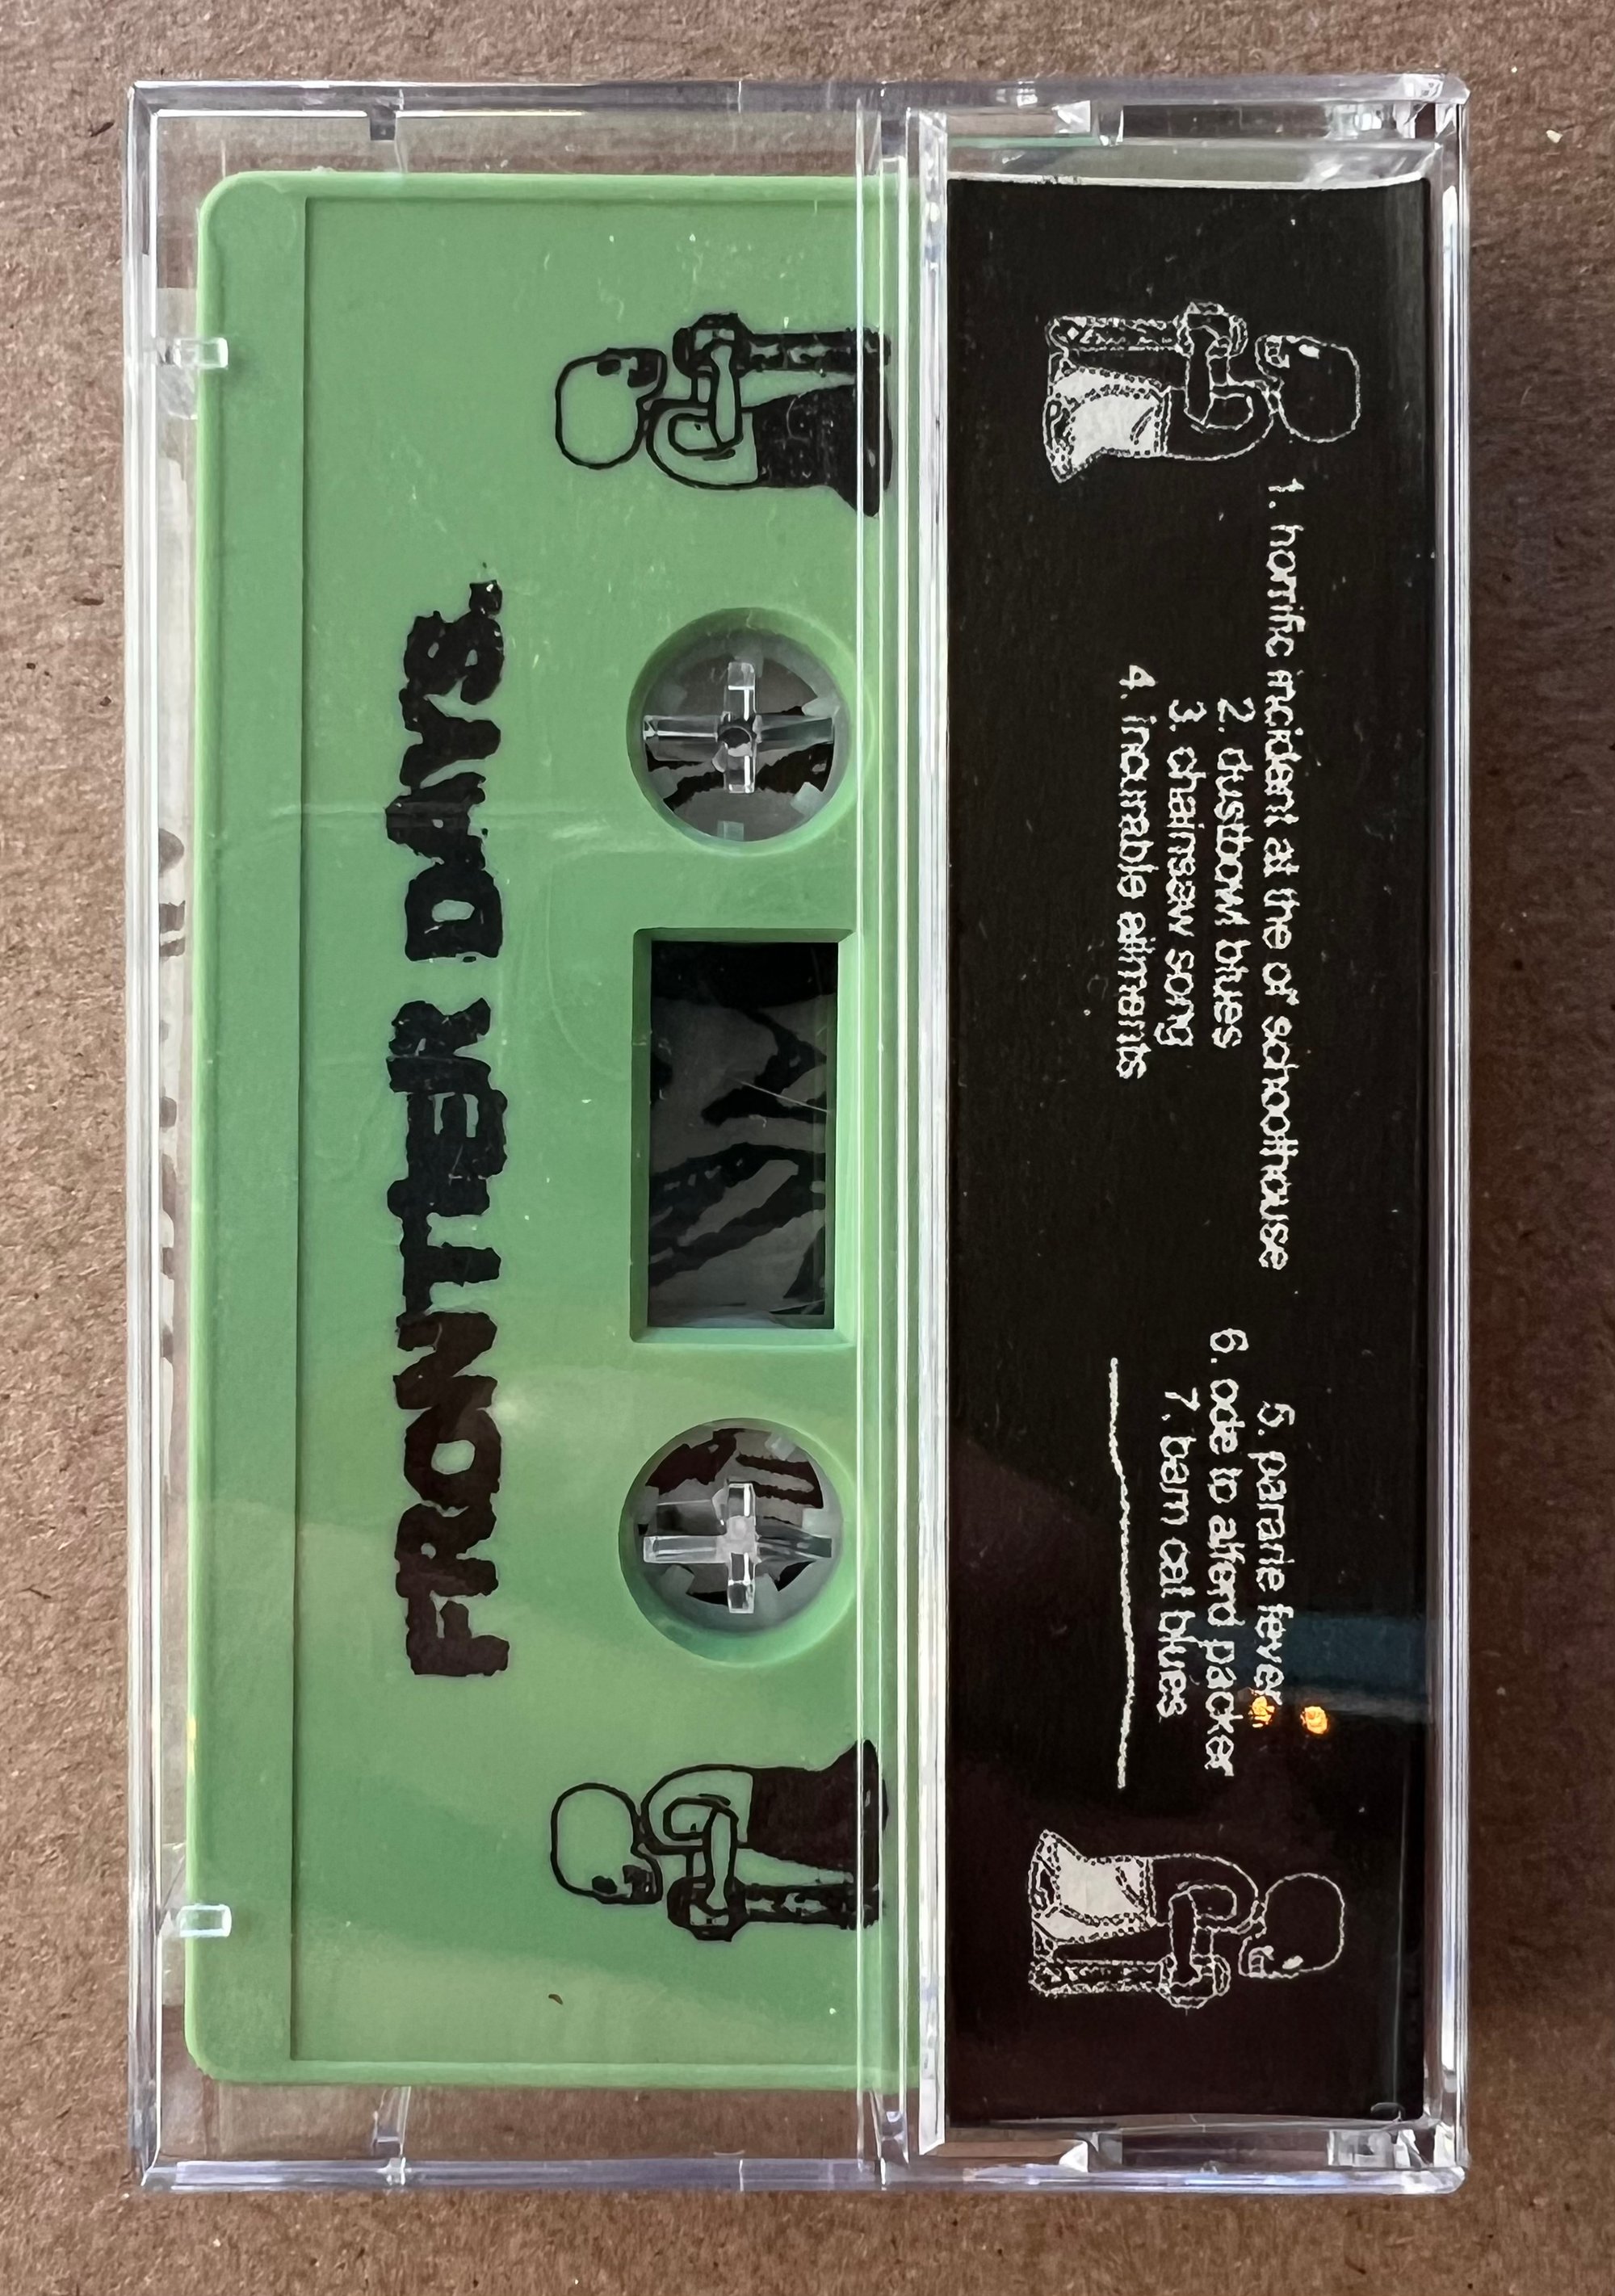 FRONTIER DAYS.
1. horrific incident at the ol' schoolhouse
2. dustbowl blues
3. chainsaw song
4. incurable ailments
5. pararie fever
6. ode to alferd packer
7. barn cat blues